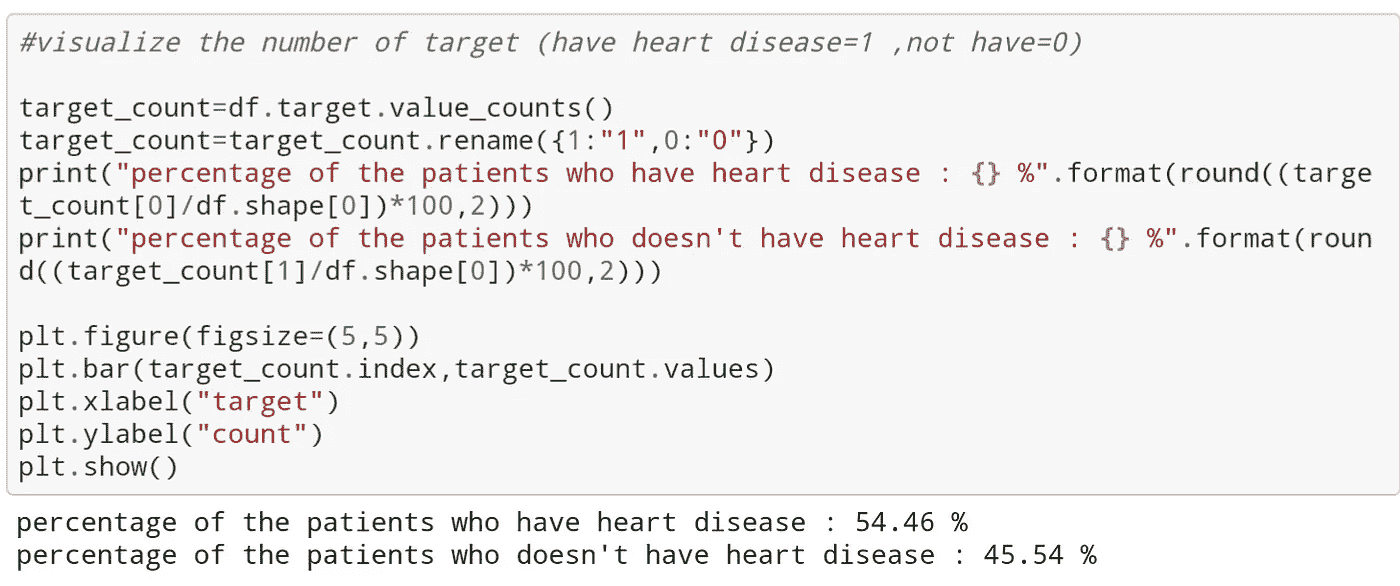 #visualize the number of target (have heart disease=1 ,not have=0)
target_count=df.target.value_counts()
target_count=target_count.rename({1:"1",0:"0"})
print("percentage of the patients who have heart disease : {} %".format(round((targe
t_count[0]/df.shape[0])*100,2)))
print("percentage of the patients who doesn't have heart disease : {} %".format(roun
d((target_count[1]/df.shape[0])*100,2)))
plt.figure(figsize=(5,5))
plt.bar(target_count.index,target_count.values)
plt.xlabel("target")
plt.ylabel("count")
plt.show()
percentage of the patients who have heart disease : 54.46 %
percentage of the patients who doesn't have heart disease : 45.54 %